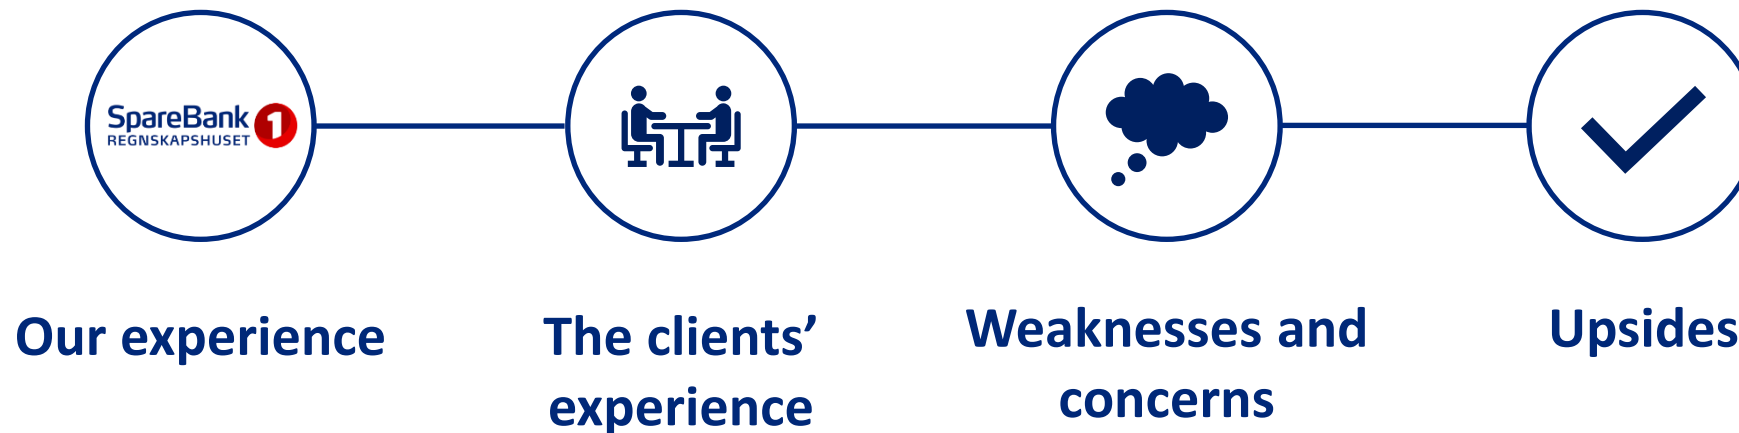 SpareBank 1
REGNSKAPSHUSET
Our experience
The clients’
experience
Weaknesses and
concerns
Upsides